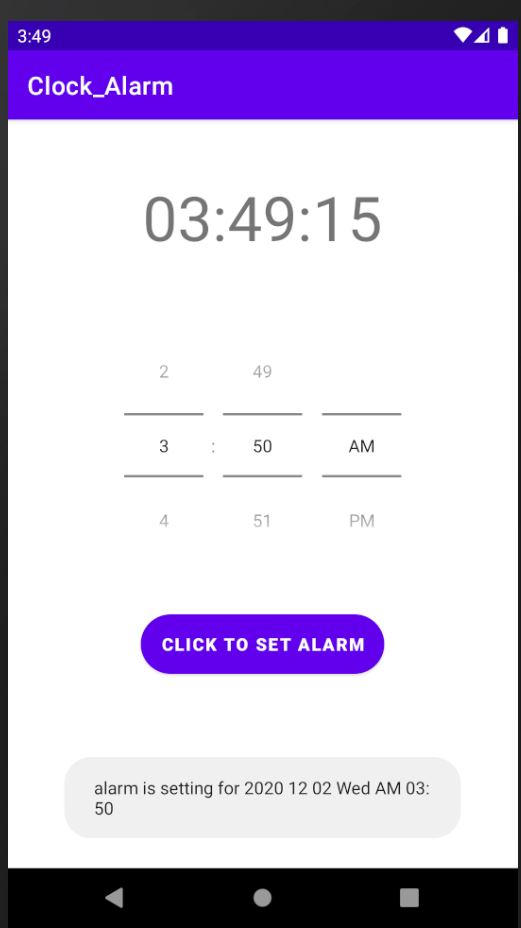 3:49
Clock_Alarm
03:49:15
2 49
3 : 50 AM
4 51 PM
CLICK TO SET ALARM
alarm is setting for 2020 12 02 Wed AM 03:
50